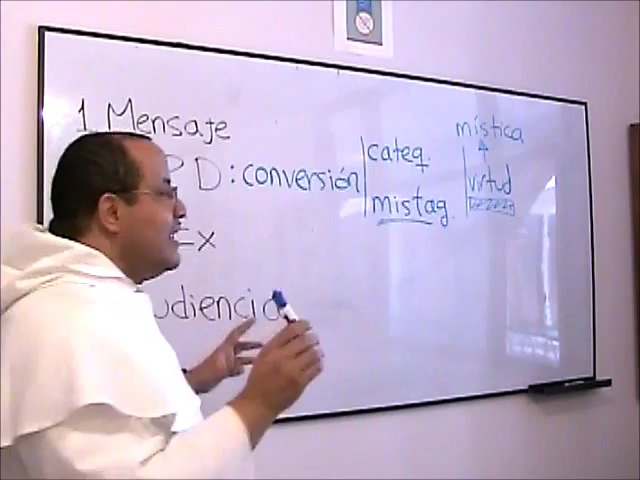 1 Mensaje
P D : conversión
cateq.
mistag.
mística
virtud
Ex
udiencia